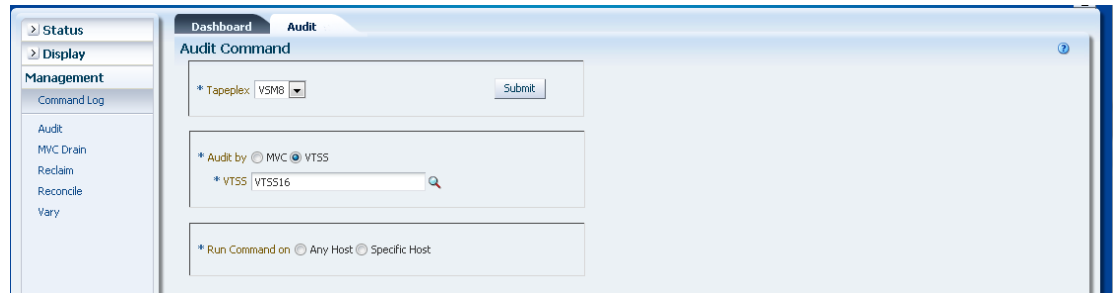 Status
Display
Management
Command Log
Audit
MVC Drain
Reclaim
Reconcile
Vary
Dashboard Audit
Audit Command
* Tapeplex VSM8 Submit
* Audit by MVC VTSS
* VTSS VTSS16
* Run Command on Any Host Specific Host